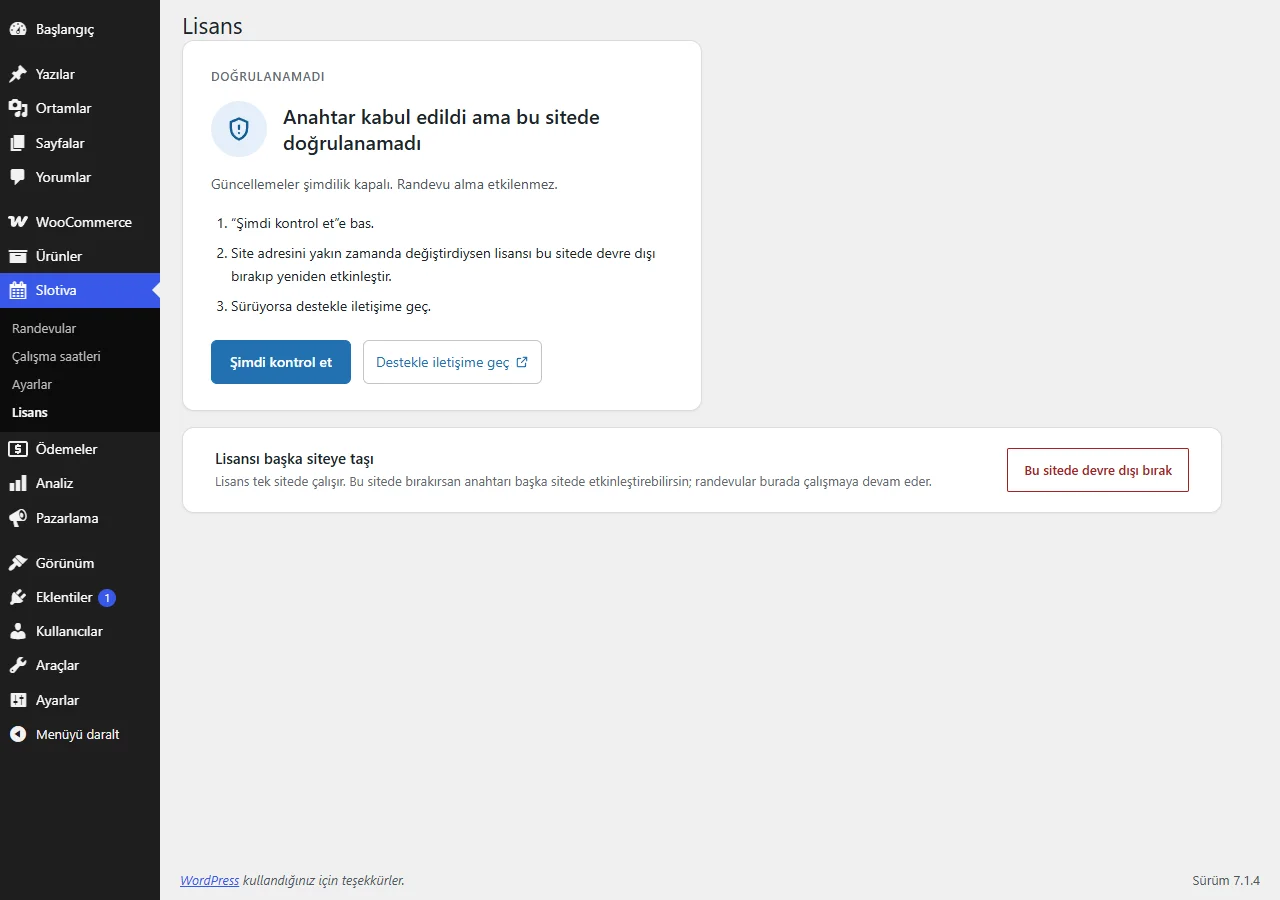 Başlangıç
Yazılar
Ortamlar
Sayfalar
Yorumlar
WooCommerce
Ürünler
Slotiva
Randevular
Çalışma saatleri
Ayarlar
Lisans
Ödemeler
Analiz
Pazarlama
Görünüm
Eklentiler 1
Kullanıcılar
Araçlar
Ayarlar
Menüyü daralt
Lisans
DOĞRULANAMADI
Anahtar kabul edildi ama bu sitede
doğrulanamadı
Güncellemeler şimdilik kapalı. Randevu alma etkilenmez.
1. “Şimdi kontrol et”e bas.
2. Site adresini yakın zamanda değiştirdiysen lisansı bu sitede devre dışı
bırakıp yeniden etkinleştir.
3. Sürüyorsa destekle iletişime geç.
Şimdi kontrol et
Destekle iletişime geç
Lisansı başka siteye taşı
Lisans tek sitede çalışır. Bu sitede bırakırsan anahtarı başka sitede etkinleştirebilirsin; randevular burada çalışmaya devam eder.
Bu sitede devre dışı bırak
WordPress kullandığınız için teşekkürler.
Sürüm 7.1.4